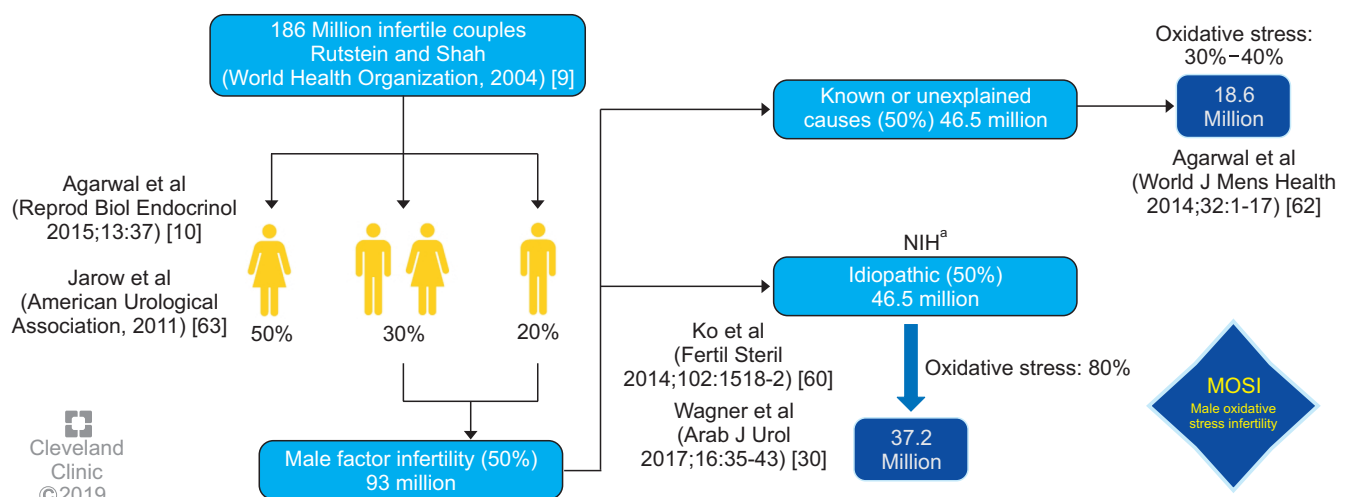 186 Million infertile couples
Rutstein and Shah
(World Health Organization, 2004) [9]
Agarwal et al
(Reprod Biol Endocrinol
2015;13:37) [10]
Jarow et al
(American Urological
Association, 2011) [63]
50%
30%
20%
Male factor infertility (50%)
93 million
Known or unexplained
causes (50%) 46.5 million
Oxidative stress:
30%−40%
18.6
Million
Agarwal et al
(World J Mens Health
2014;32:1-17) [62]
NIHᵃ
Idiopathic (50%)
46.5 million
Ko et al
(Fertil Steril
2014;102:1518-2) [60]
Wagner et al
(Arab J Urol
2017;16:35-43) [30]
Oxidative stress: 80%
37.2
Million
MOSI
Male oxidative
stress infertility
Cleveland
Clinic
©2019